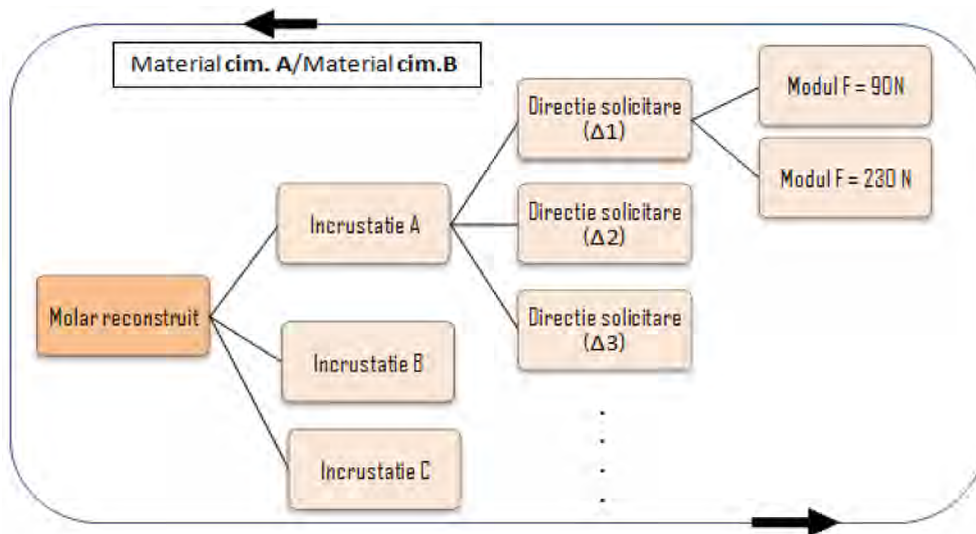 Material cim. A/Material cim.B
Molar reconstruit
Incrustatie A
Incrustatie B
Incrustatie C
Directie solicitare
(Δ1)
Directie solicitare
(Δ2)
Directie solicitare
(Δ3)
Modul F = 90N
Modul F = 230 N